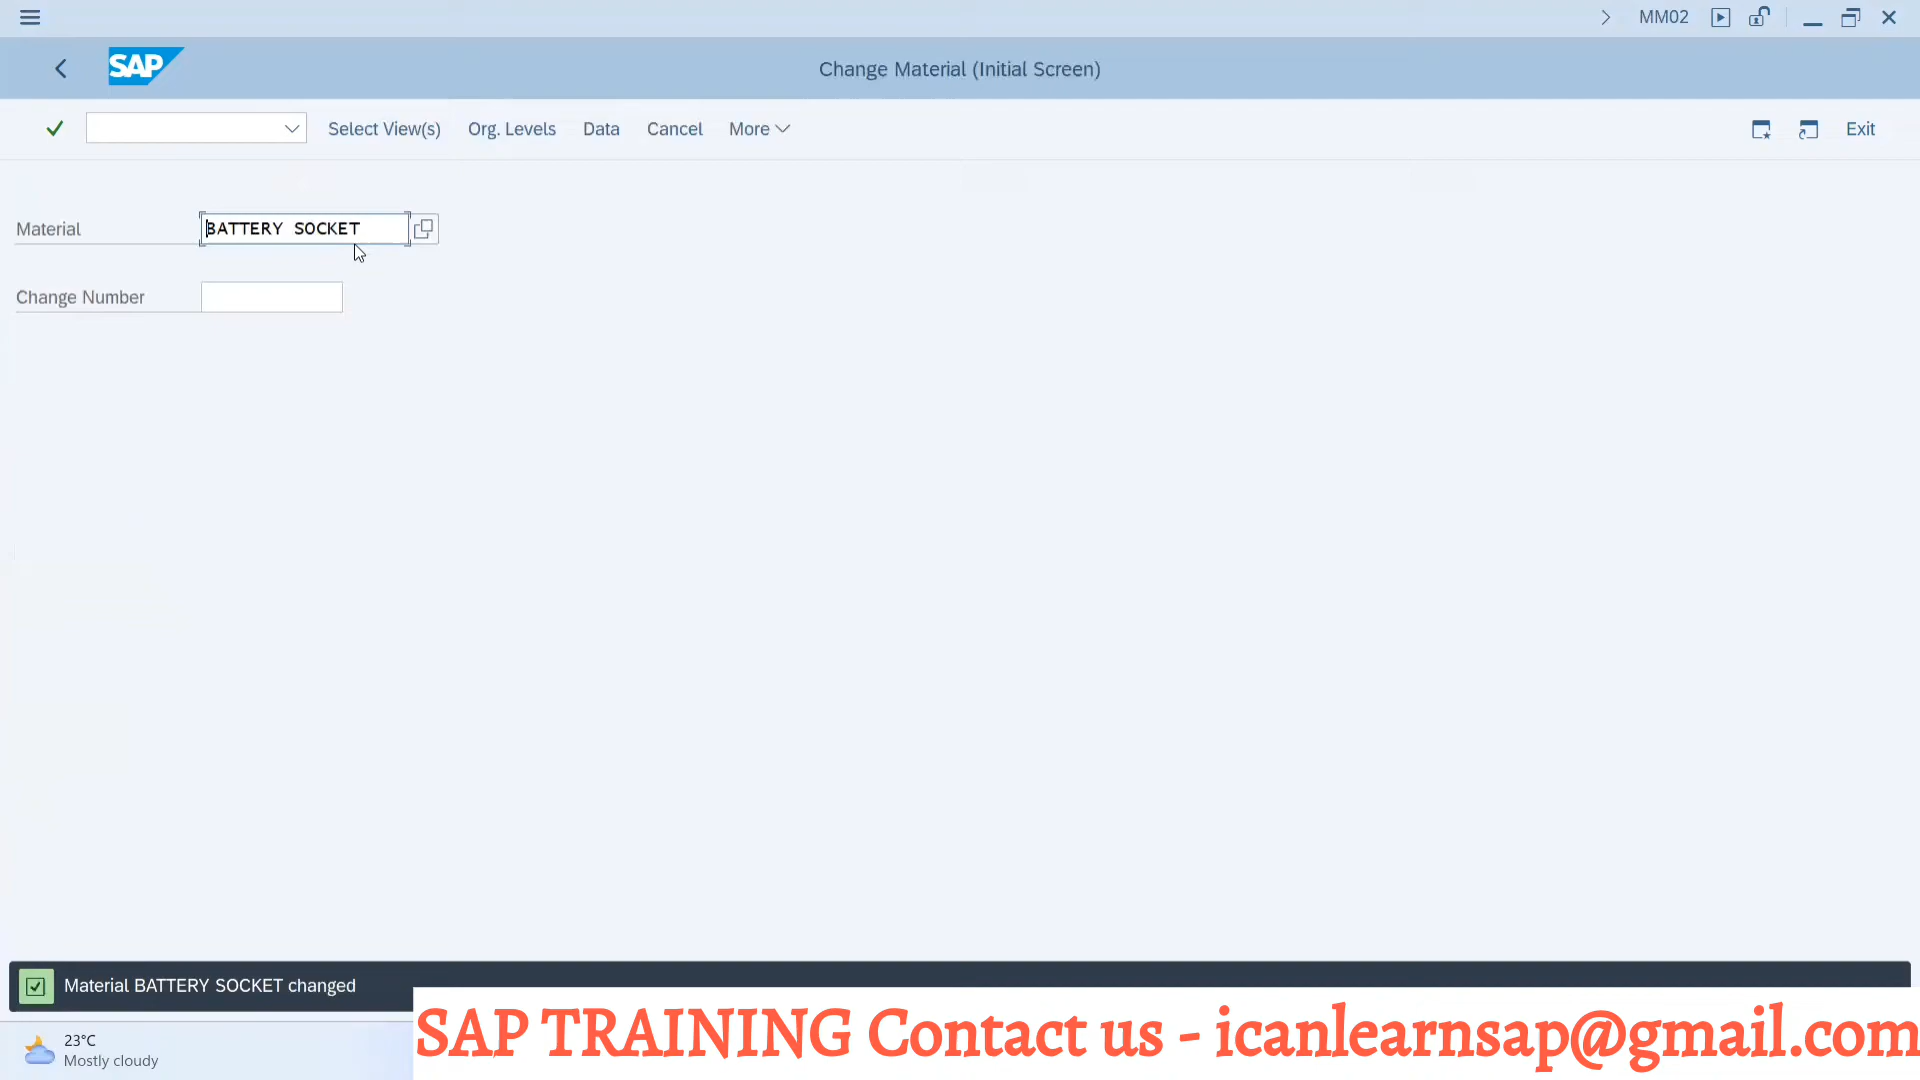 MM02
SAP
Change Material (Initial Screen)
Select View(s)
Org. Levels
Data
Cancel
More
Exit
Material
BATTERY SOCKET
Change Number
Material BATTERY SOCKET changed
23°C
Mostly cloudy
SAP TRAINING Contact us - icanlearnsap@gmail.com